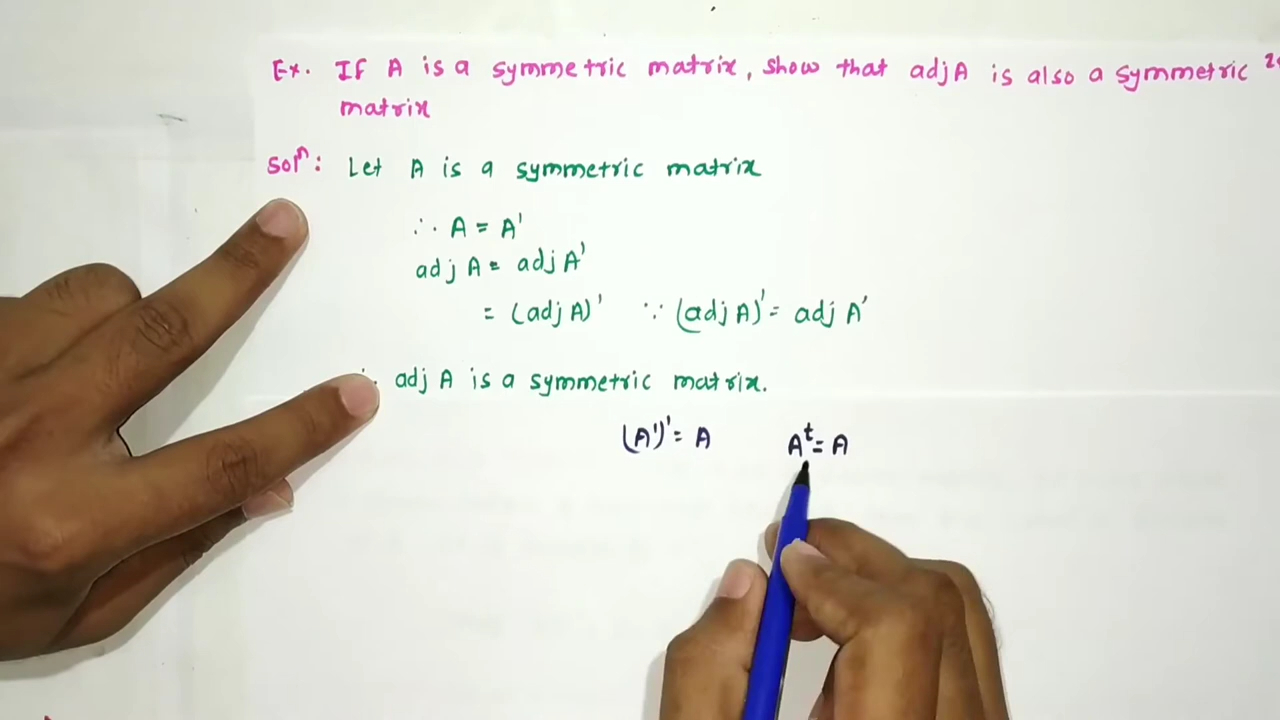 Ex. If A is a symmetric matrix, show that adj A is also a symmetric
matrix
Solⁿ: Let A is a symmetric matrix
∴ A = A'
adj A = adj A'
= (adj A)' ∵ (adj A)' = adj A'
adj A is a symmetric matrix.
(A')' = A Aᵗ = A